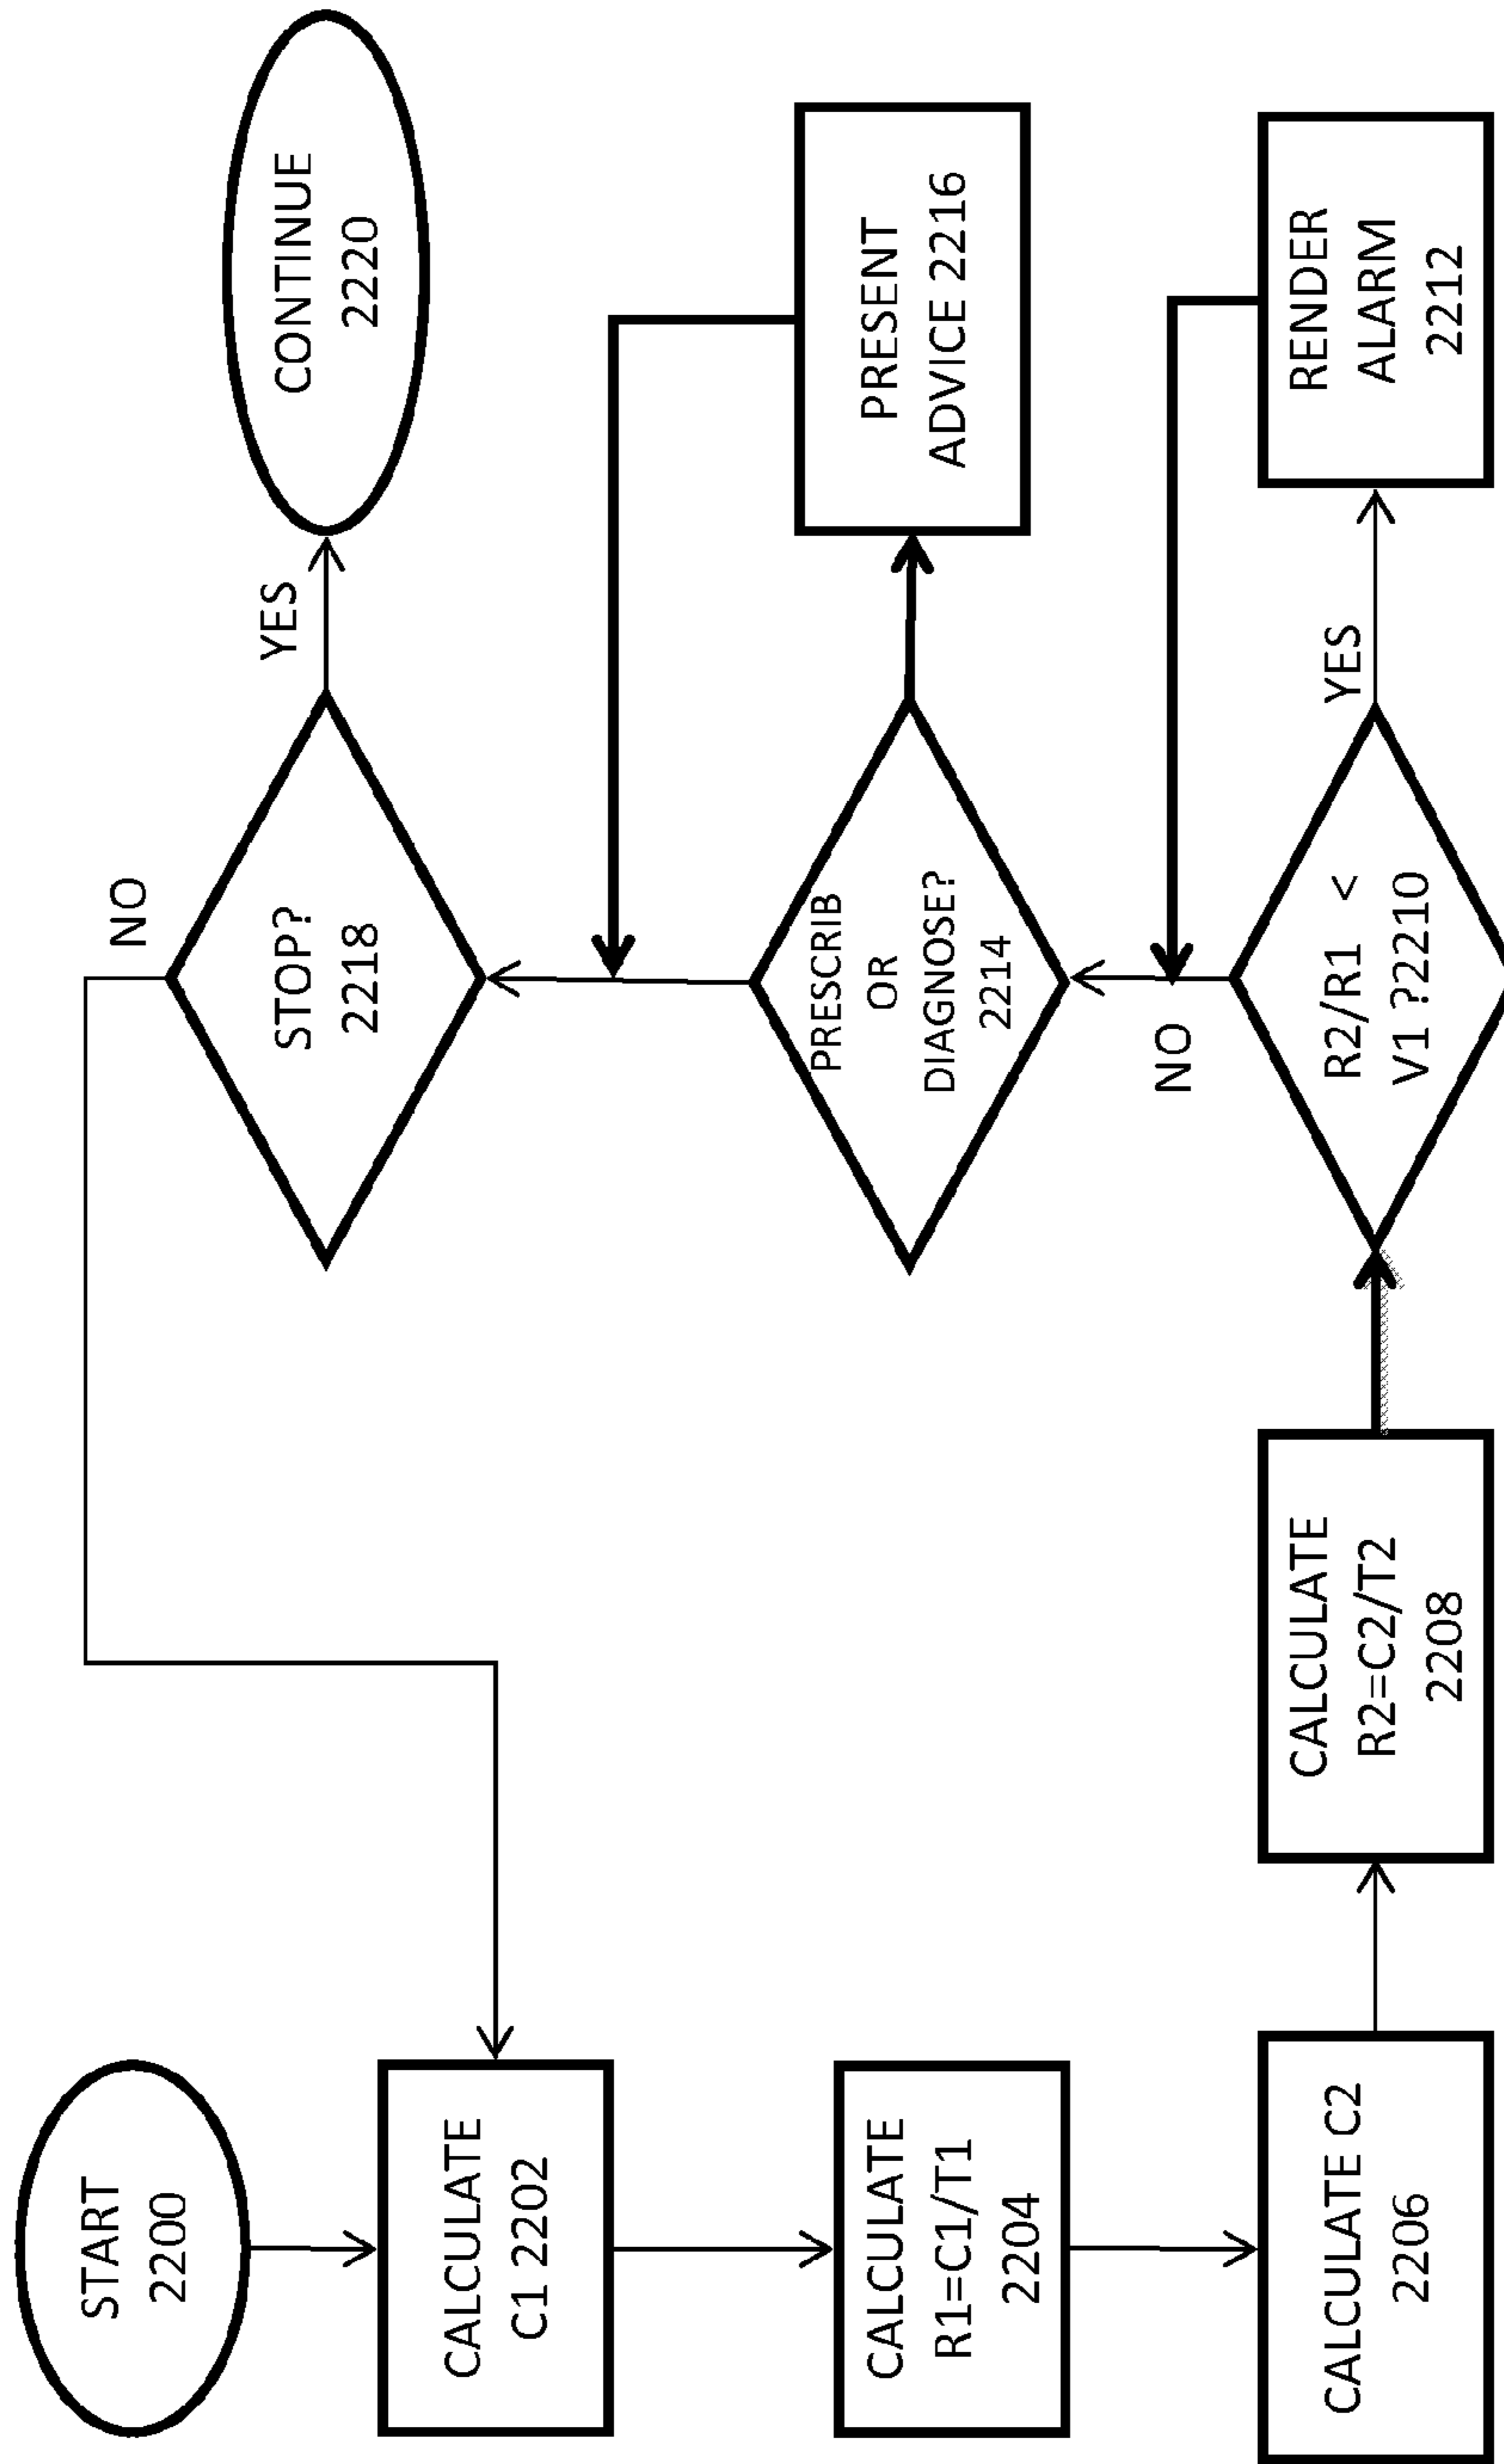 START
2200
CALCULATE
C1 2202
CALCULATE
R1=C1/T1
2204
CALCULATE C2
2206
CALCULATE
R2=C2/T2
2208
R2/R1 <
V1 ?2210
YES
RENDER
ALARM
2212
NO
PRESCRIB
OR
DIAGNOSE?
2214
PRESENT
ADVICE 2216
STOP?
2218
NO
YES
CONTINUE
2220